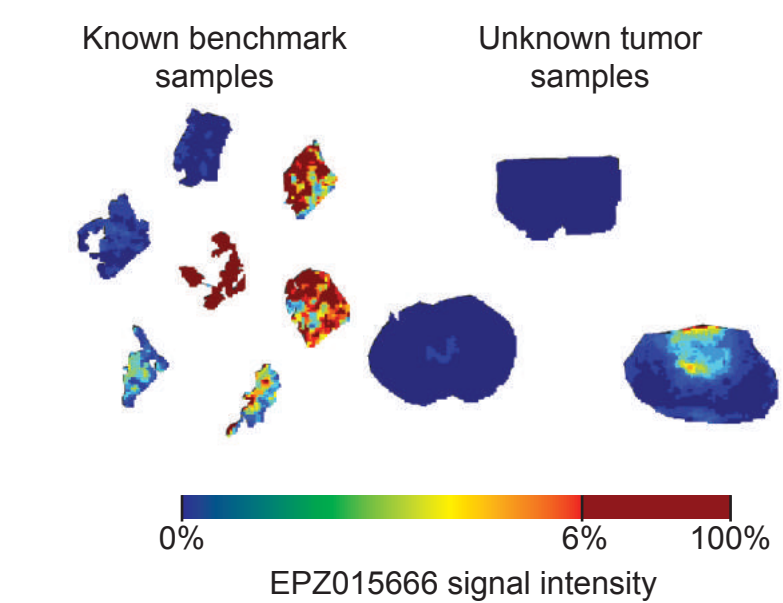 Known benchmark
samples
Unknown tumor
samples
0%
6%
100%
EPZ015666 signal intensity